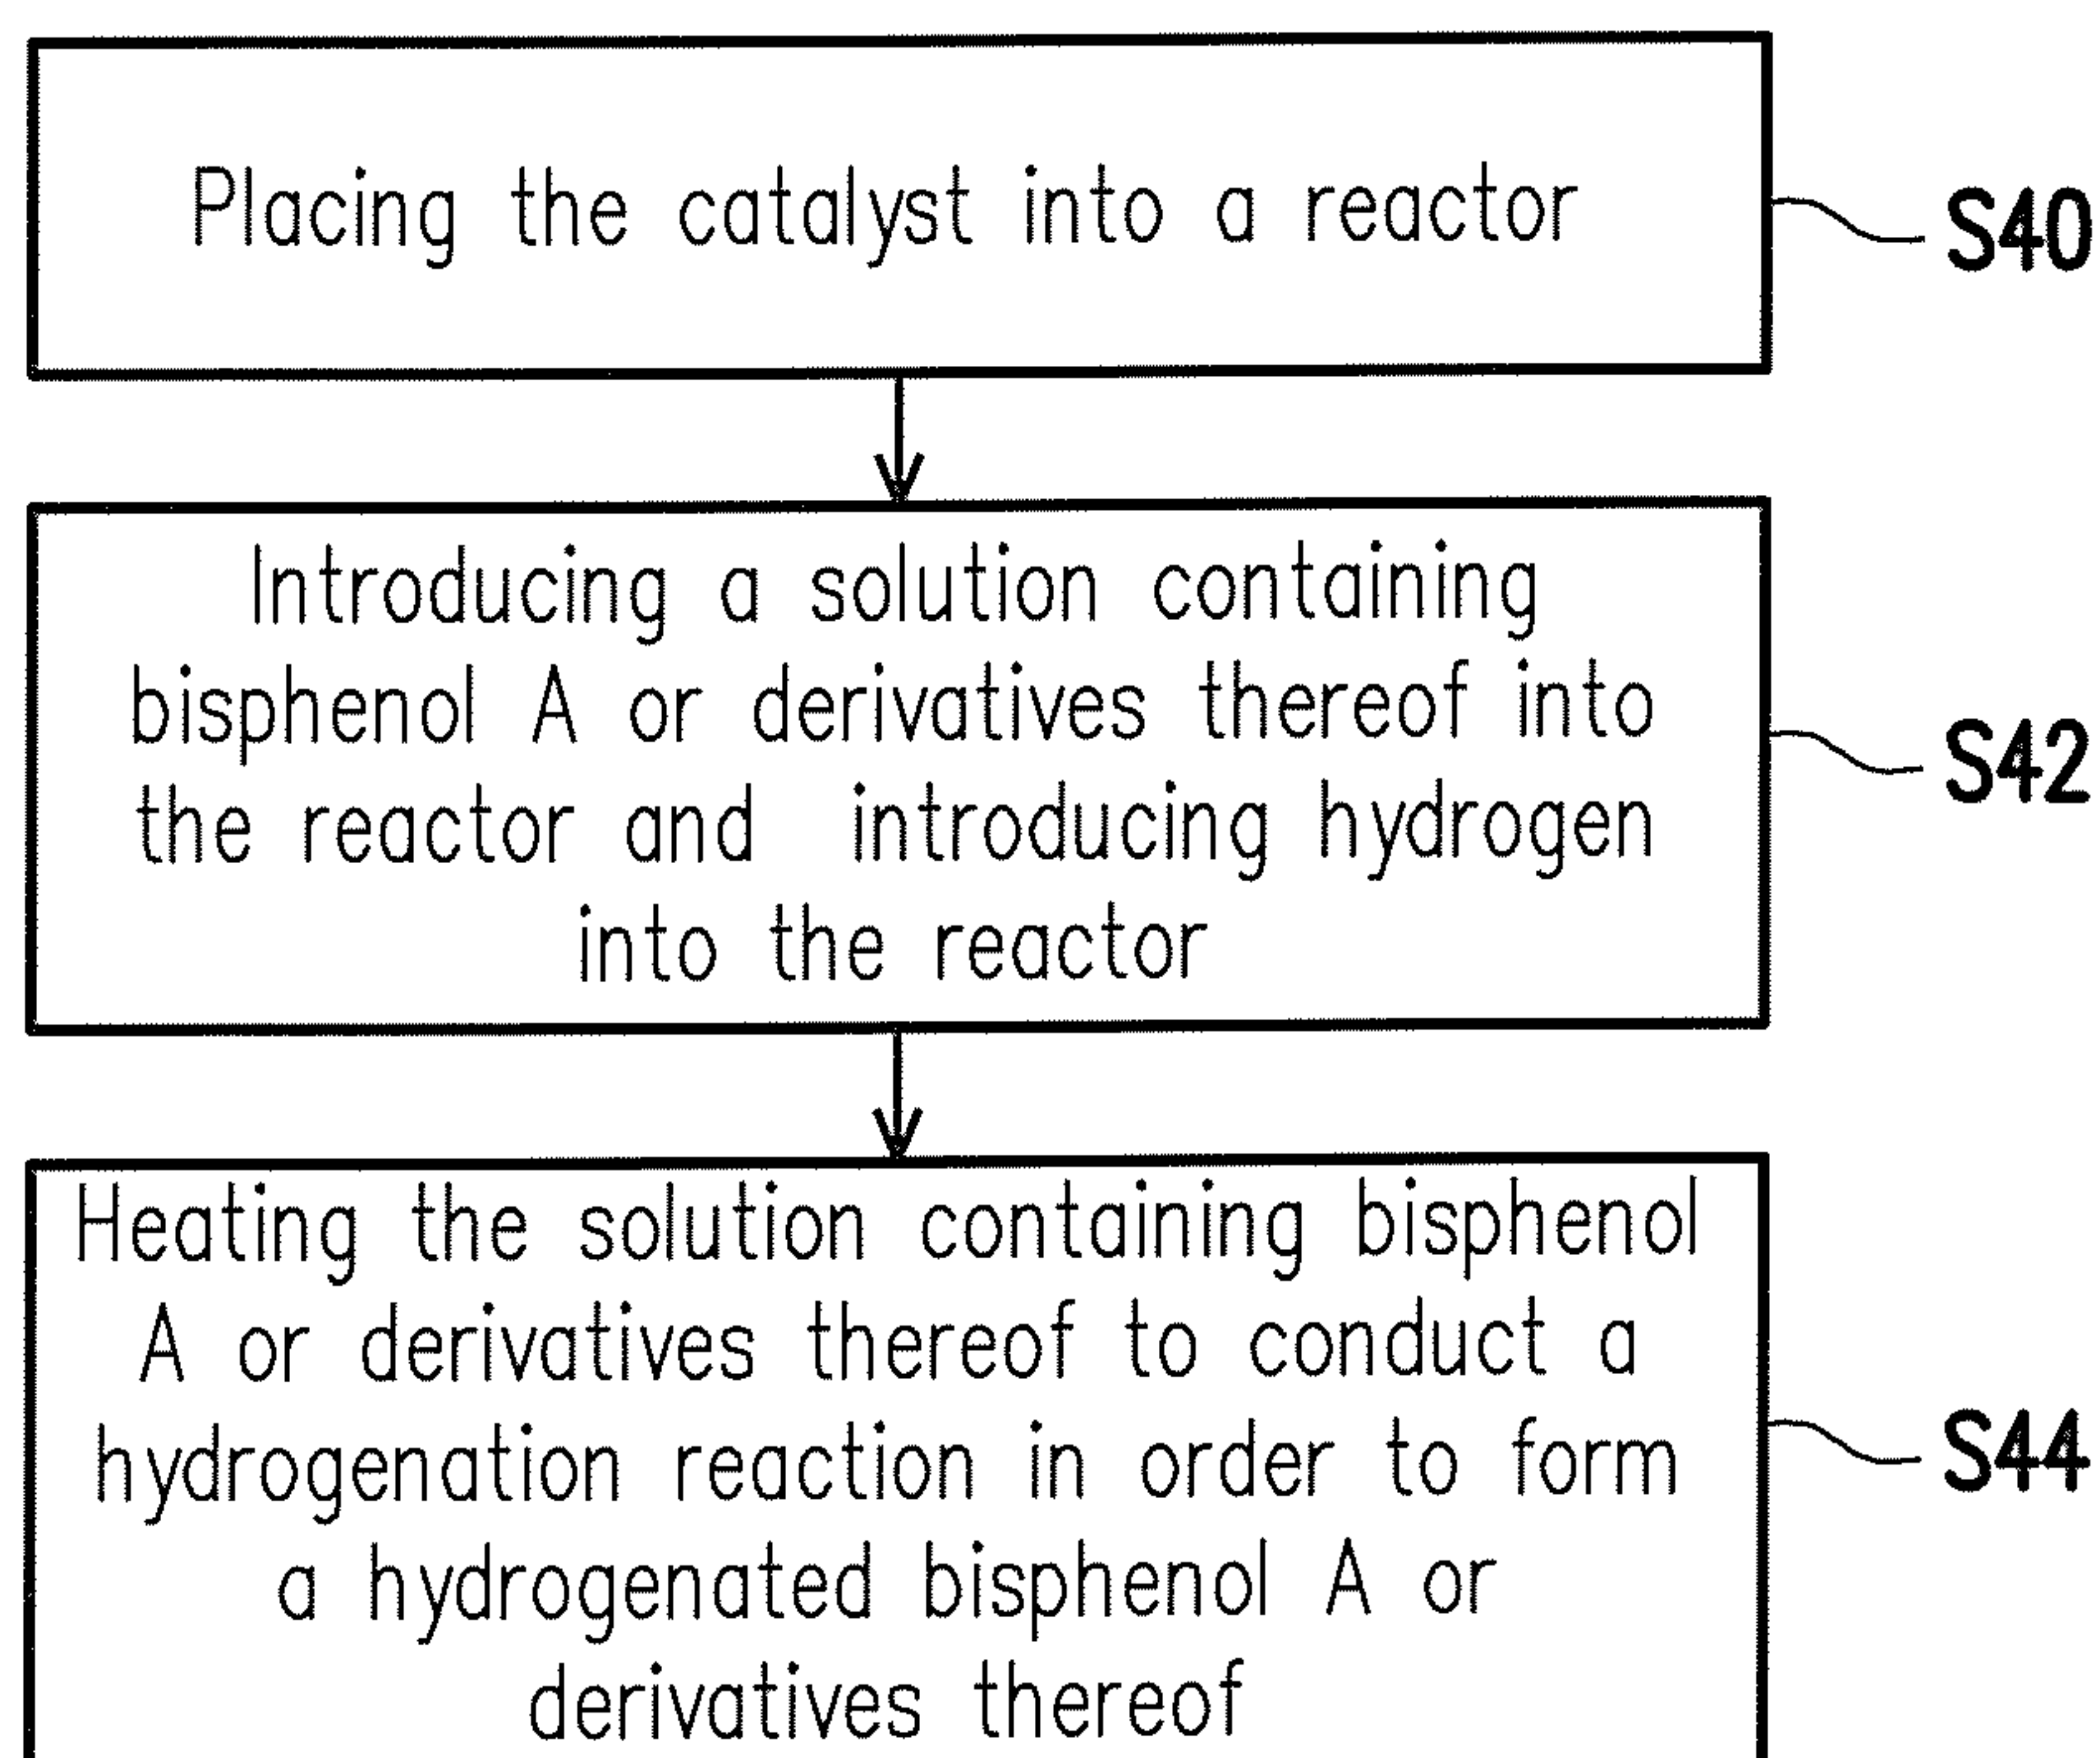 Placing the catalyst into a reactor
S40
Introducing a solution containing
bisphenol A or derivatives thereof into
the reactor and introducing hydrogen
into the reactor
S42
Heating the solution containing bisphenol
A or derivatives thereof to conduct a
hydrogenation reaction in order to form
a hydrogenated bisphenol A or
derivatives thereof
S44